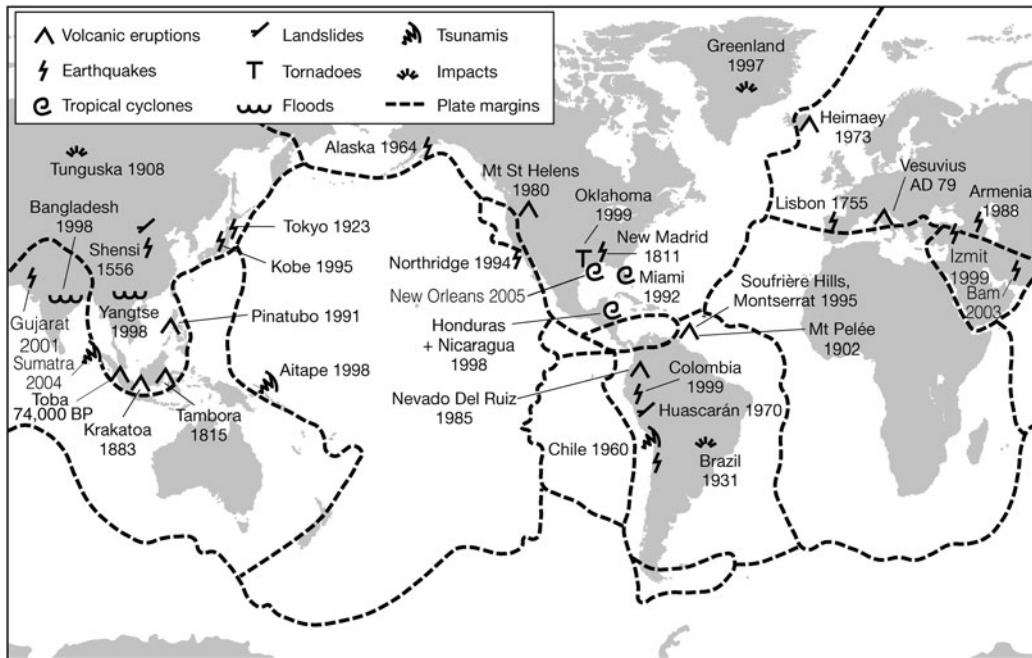 Volcanic eruptions
Landslides
Tsunamis
Earthquakes
Tornadoes
Impacts
Tropical cyclones
Floods
Plate margins
Greenland
1997
Heimaey
1973
Vesuvius
AD 79
Armenia
1988
Lisbon 1755
Izmit
1999
Bam
2003
Alaska 1964
Mt St Helens
1980
Oklahoma
1999
New Madrid
1811
Northridge 1994
New Orleans 2005
Miami
1992
Soufrière Hills,
Montserrat 1995
Honduras
+ Nicaragua
1998
Mt Pelée
1902
Tunguska 1908
Bangladesh
1998
Shensi
1556
Tokyo 1923
Kobe 1995
Yangtse
1998
Pinatubo 1991
Gujarat
2001
Sumatra
2004
Toba
74,000 BP
Krakatoa
1883
Tambora
1815
Aitape 1998
Nevado Del Ruiz
1985
Colombia
1999
Huascarán 1970
Chile 1960
Brazil
1931